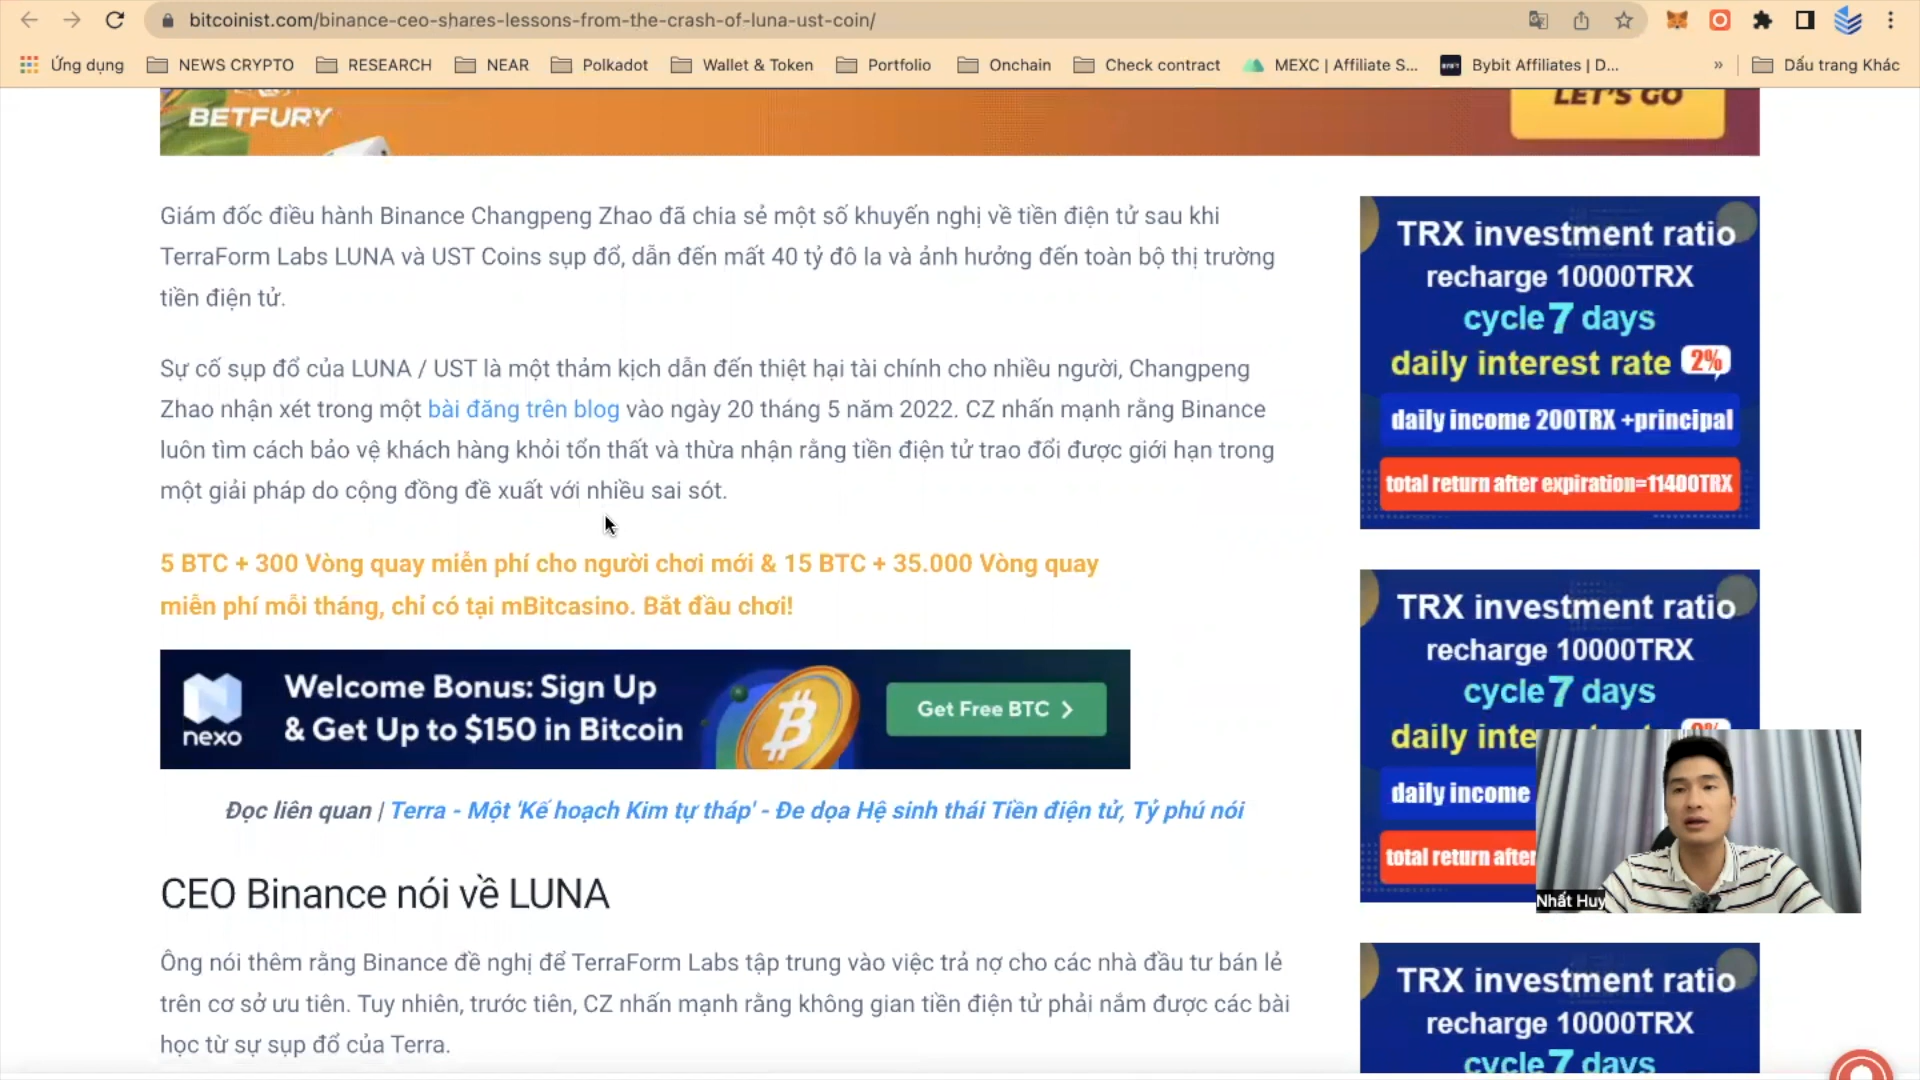 bitcoinist.com/binance-ceo-shares-lessons-from-the-crash-of-luna-ust-coin/
Ứng dụng
NEWS CRYPTO
RESEARCH
NEAR
Polkadot
Wallet & Token
Portfolio
Onchain
Check contract
MEXC | Affiliate S...
Bybit Affiliates | D...
»
Dấu trang Khác
BETFURY
LET'S GO
Giám đốc điều hành Binance Changpeng Zhao đã chia sẻ một số khuyến nghị về tiền điện tử sau khi
TerraForm Labs LUNA và UST Coins sụp đổ, dẫn đến mất 40 tỷ đô la và ảnh hưởng đến toàn bộ thị trường
tiền điện tử.
Sự cố sụp đổ của LUNA / UST là một thảm kịch dẫn đến thiệt hại tài chính cho nhiều người, Changpeng
Zhao nhận xét trong một bài đăng trên blog vào ngày 20 tháng 5 năm 2022. CZ nhấn mạnh rằng Binance
luôn tìm cách bảo vệ khách hàng khỏi tổn thất và thừa nhận rằng tiền điện tử trao đổi được giới hạn trong
một giải pháp do cộng đồng đề xuất với nhiều sai sót.
5 BTC + 300 Vòng quay miễn phí cho người chơi mới & 15 BTC + 35.000 Vòng quay
miễn phí mỗi tháng, chỉ có tại mBitcasino. Bắt đầu chơi!
nexo
Welcome Bonus: Sign Up
& Get Up to $150 in Bitcoin
Get Free BTC
Đọc liên quan | Terra - Một 'Kế hoạch Kim tự tháp' - Đe dọa Hệ sinh thái Tiền điện tử, Tỷ phú nói
CEO Binance nói về LUNA
Ông nói thêm rằng Binance đề nghị để TerraForm Labs tập trung vào việc trả nợ cho các nhà đầu tư bán lẻ
trên cơ sở ưu tiên. Tuy nhiên, trước tiên, CZ nhấn mạnh rằng không gian tiền điện tử phải nắm được các bài
học từ sự sụp đổ của Terra.
TRX investment ratio
recharge 10000TRX
cycle 7 days
daily interest rate 2%
daily income 200TRX +principal
total return after expiration=11400TRX
TRX investment ratio
recharge 10000TRX
cycle 7 days
daily inte
daily income
total return after
Nhất Huy
TRX investment ratio
recharge 10000TRX
cycle 7 days